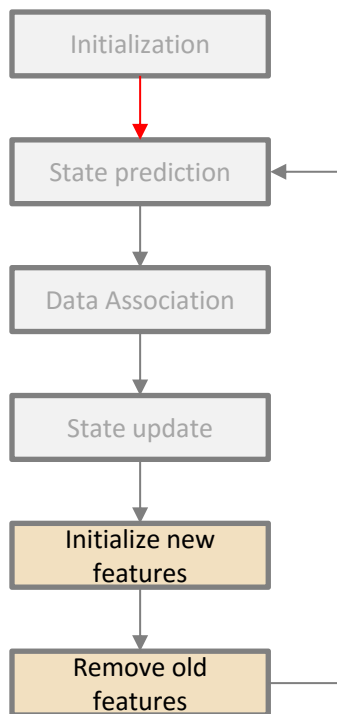 Initialization
State prediction
Data Association
State update
Initialize new
features
Remove old
features